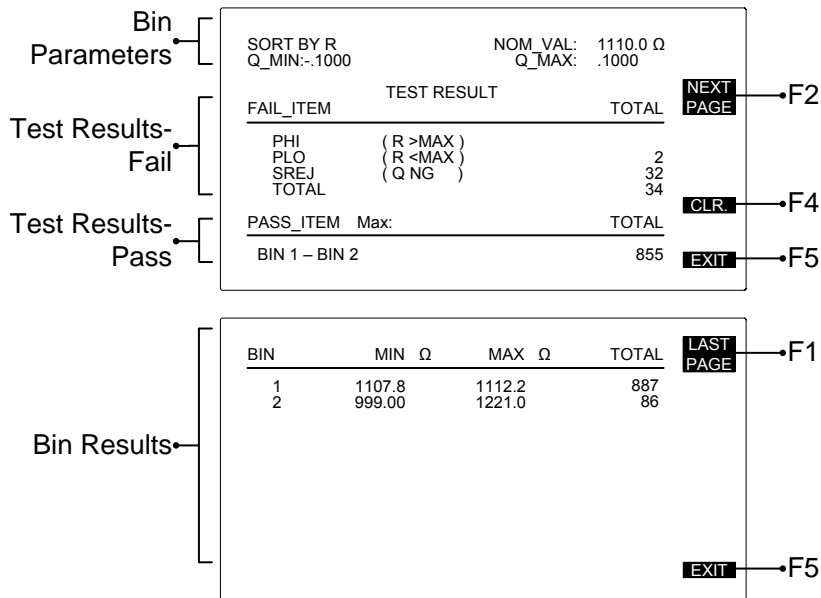 Bin
Parameters
SORT BY R NOM_VAL: 1110.0 Ω
Q_MIN:-.1000 Q_MAX: .1000
TEST RESULT
NEXT
PAGE
F2
Test Results-
Fail
FAIL_ITEM TOTAL
PHI ( R >MAX )
PLO ( R <MAX ) 2
SREJ ( Q NG ) 32
TOTAL 34
CLR. F4
Test Results-
Pass
PASS_ITEM Max: TOTAL
BIN 1 – BIN 2 855
EXIT F5
Bin Results
BIN MIN Ω MAX Ω TOTAL
LAST
PAGE
F1
1 1107.8 1112.2 887
2 999.00 1221.0 86
EXIT F5